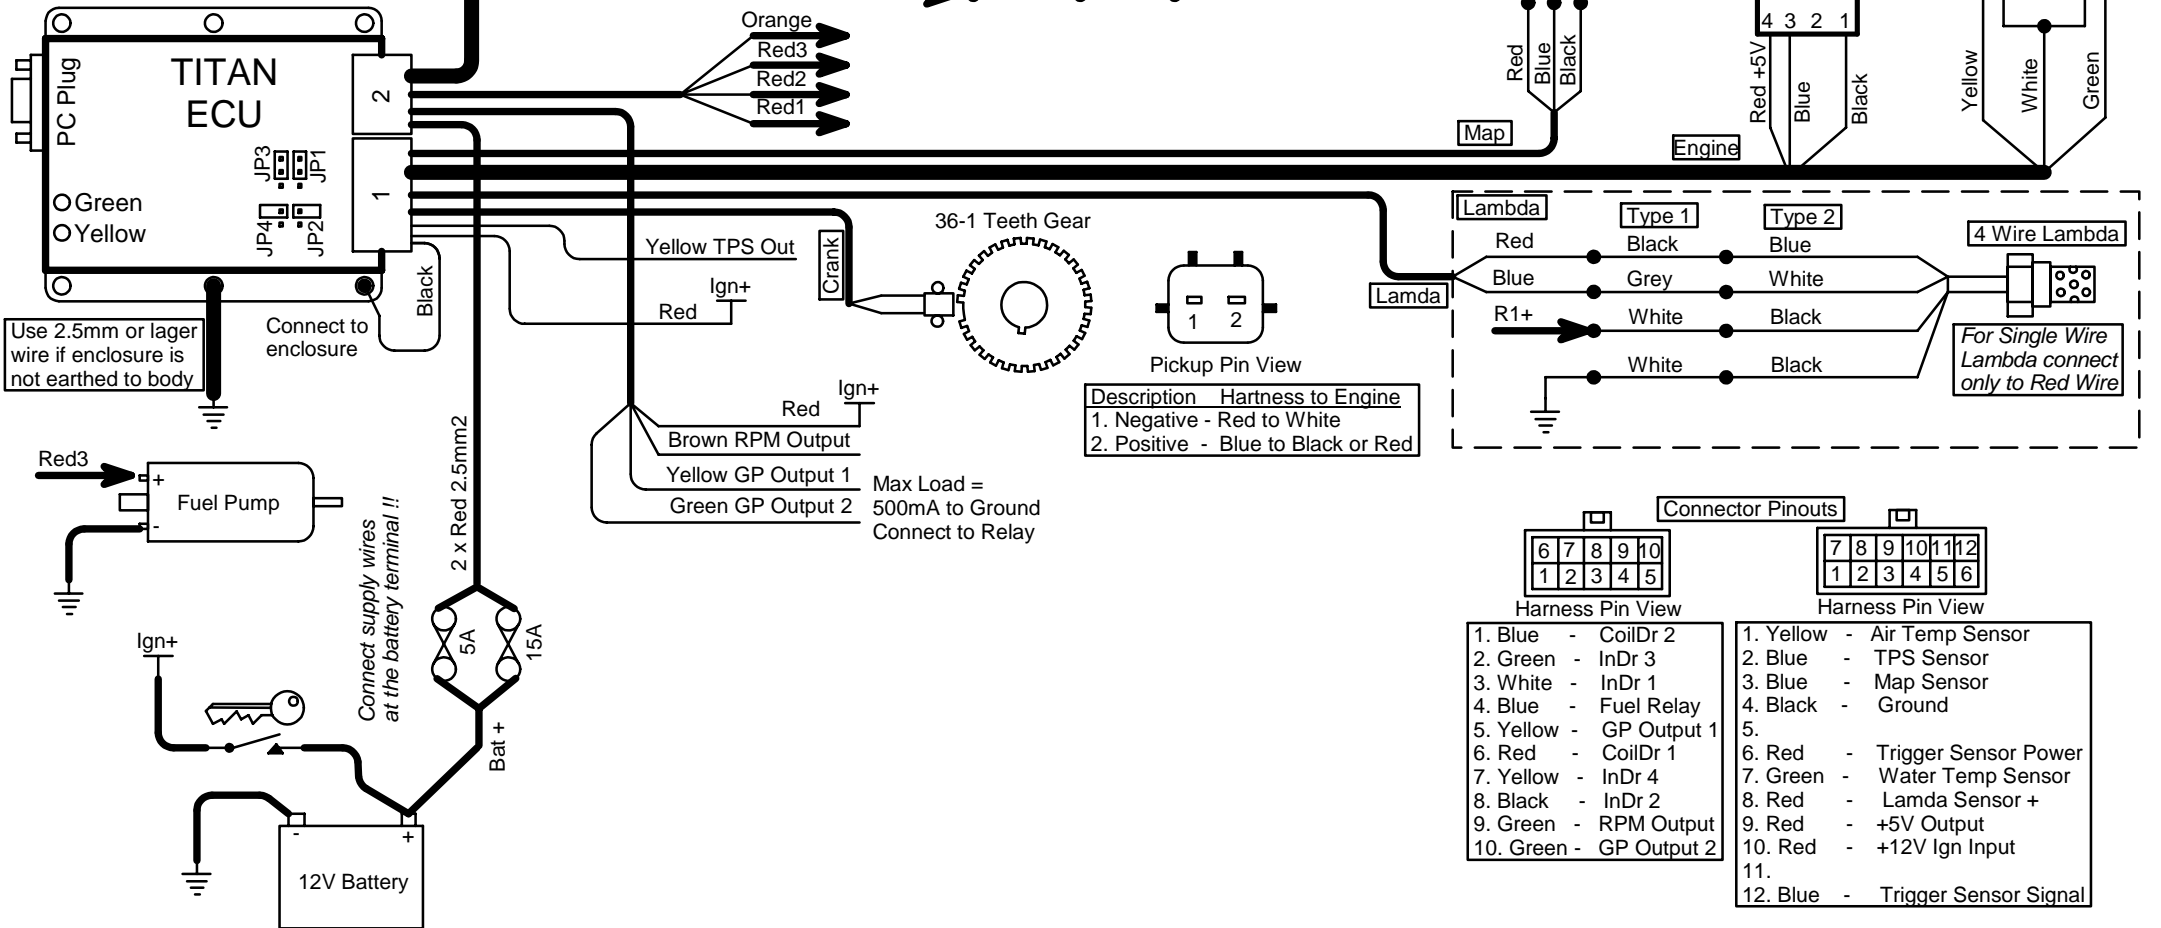 TITAN
ECU
PC Plug
2
1
JP3
JP1
JP4
JP2
Green
Yellow
Black
Use 2.5mm or lager
wire if enclosure is
not earthed to body
Connect to
enclosure
Orange
Red3
Red2
Red1
Yellow TPS Out
Ign+
Red
Crank
36-1 Teeth Gear
1 2
Pickup Pin View
Description Hartness to Engine
1. Negative - Red to White
2. Positive - Blue to Black or Red
Red
Blue
Black
Map
4 3 2 1
Red +5V
Blue
Black
Engine
Yellow
White
Green
Lambda
Type 1
Type 2
4 Wire Lambda
Red Black Blue
Blue Grey White
Lamda
R1+ White Black
White Black
For Single Wire
Lambda connect
only to Red Wire
Ign+
Red
Brown RPM Output
Yellow GP Output 1
Green GP Output 2
Max Load =
500mA to Ground
Connect to Relay
Red3
+
-
Fuel Pump
2 x Red 2.5mm2
Connect supply wires
at the battery terminal !!
5A
15A
Bat +
Ign+
-
+
12V Battery
Connector Pinouts
6 7 8 9 10
1 2 3 4 5
Harness Pin View
1. Blue - CoilDr 2
2. Green - InDr 3
3. White - InDr 1
4. Blue - Fuel Relay
5. Yellow - GP Output 1
6. Red - CoilDr 1
7. Yellow - InDr 4
8. Black - InDr 2
9. Green - RPM Output
10. Green - GP Output 2
7 8 9 10 11 12
1 2 3 4 5 6
Harness Pin View
1. Yellow - Air Temp Sensor
2. Blue - TPS Sensor
3. Blue - Map Sensor
4. Black - Ground
5.
6. Red - Trigger Sensor Power
7. Green - Water Temp Sensor
8. Red - Lamda Sensor +
9. Red - +5V Output
10. Red - +12V Ign Input
11.
12. Blue - Trigger Sensor Signal